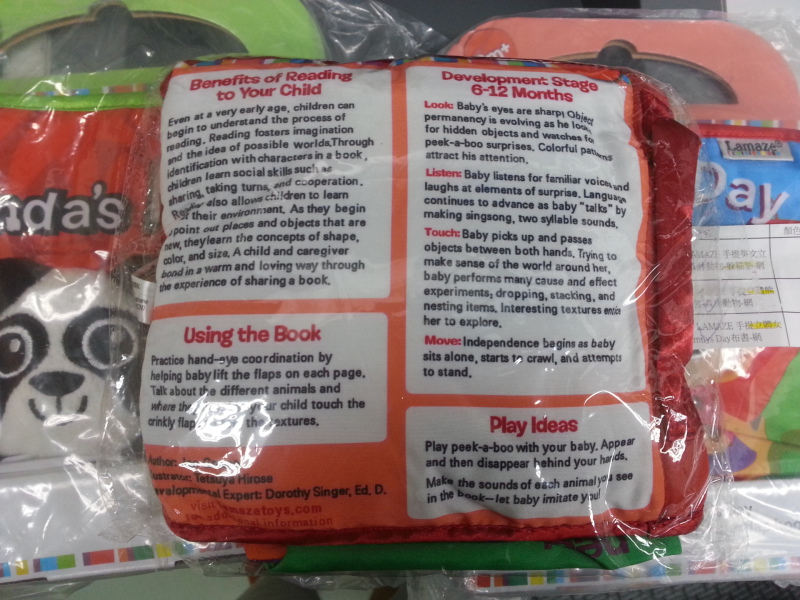 Benefits of Reading
to Your Child
Even at a very early age, children can
begin to understand the process of
reading. Reading fosters imagination
and the idea of possible worlds. Through
identification with characters in a book,
children learn social skills such as
sharing, taking turns, and cooperation.
also allows children to learn
their environment. As they begin
point out places and objects that are
new, they learn the concepts of shape,
color, and size. A child and caregiver
bond in a warm and loving way through
the experience of sharing a book.
Using the Book
Practice hand-eye coordination by
helping baby lift the flaps on each page.
Talk about the different animals and
where your child touch the
crinkly textures.
Author:
Tetsuya Hirose
Developmental Expert: Dorothy Singer, Ed. D.
visit lamazetoys.com
additional information
Development Stage
6-12 Months
Look: Baby's eyes are sharp! Object
permanency is evolving as he looks
for hidden objects and watches for
peek-a-boo surprises. Colorful patterns
attract his attention.
Listen: Baby listens for familiar voices and
laughs at elements of surprise. Language
continues to advance as baby "talks" by
making singsong, two syllable sounds.
Touch: Baby picks up and passes
objects between both hands. Trying to
make sense of the world around her,
baby performs many cause and effect
experiments; dropping, stacking, and
nesting items. Interesting textures entice
her to explore.
Move: Independence begins as baby
sits alone, starts to crawl, and attempts
to stand.
Play Ideas
Play peek-a-boo with your baby. Appear
and then disappear behind your hands.
Make the sounds of each animal you see
in the book—let baby imitate you!
nda's
Lamaze
Day